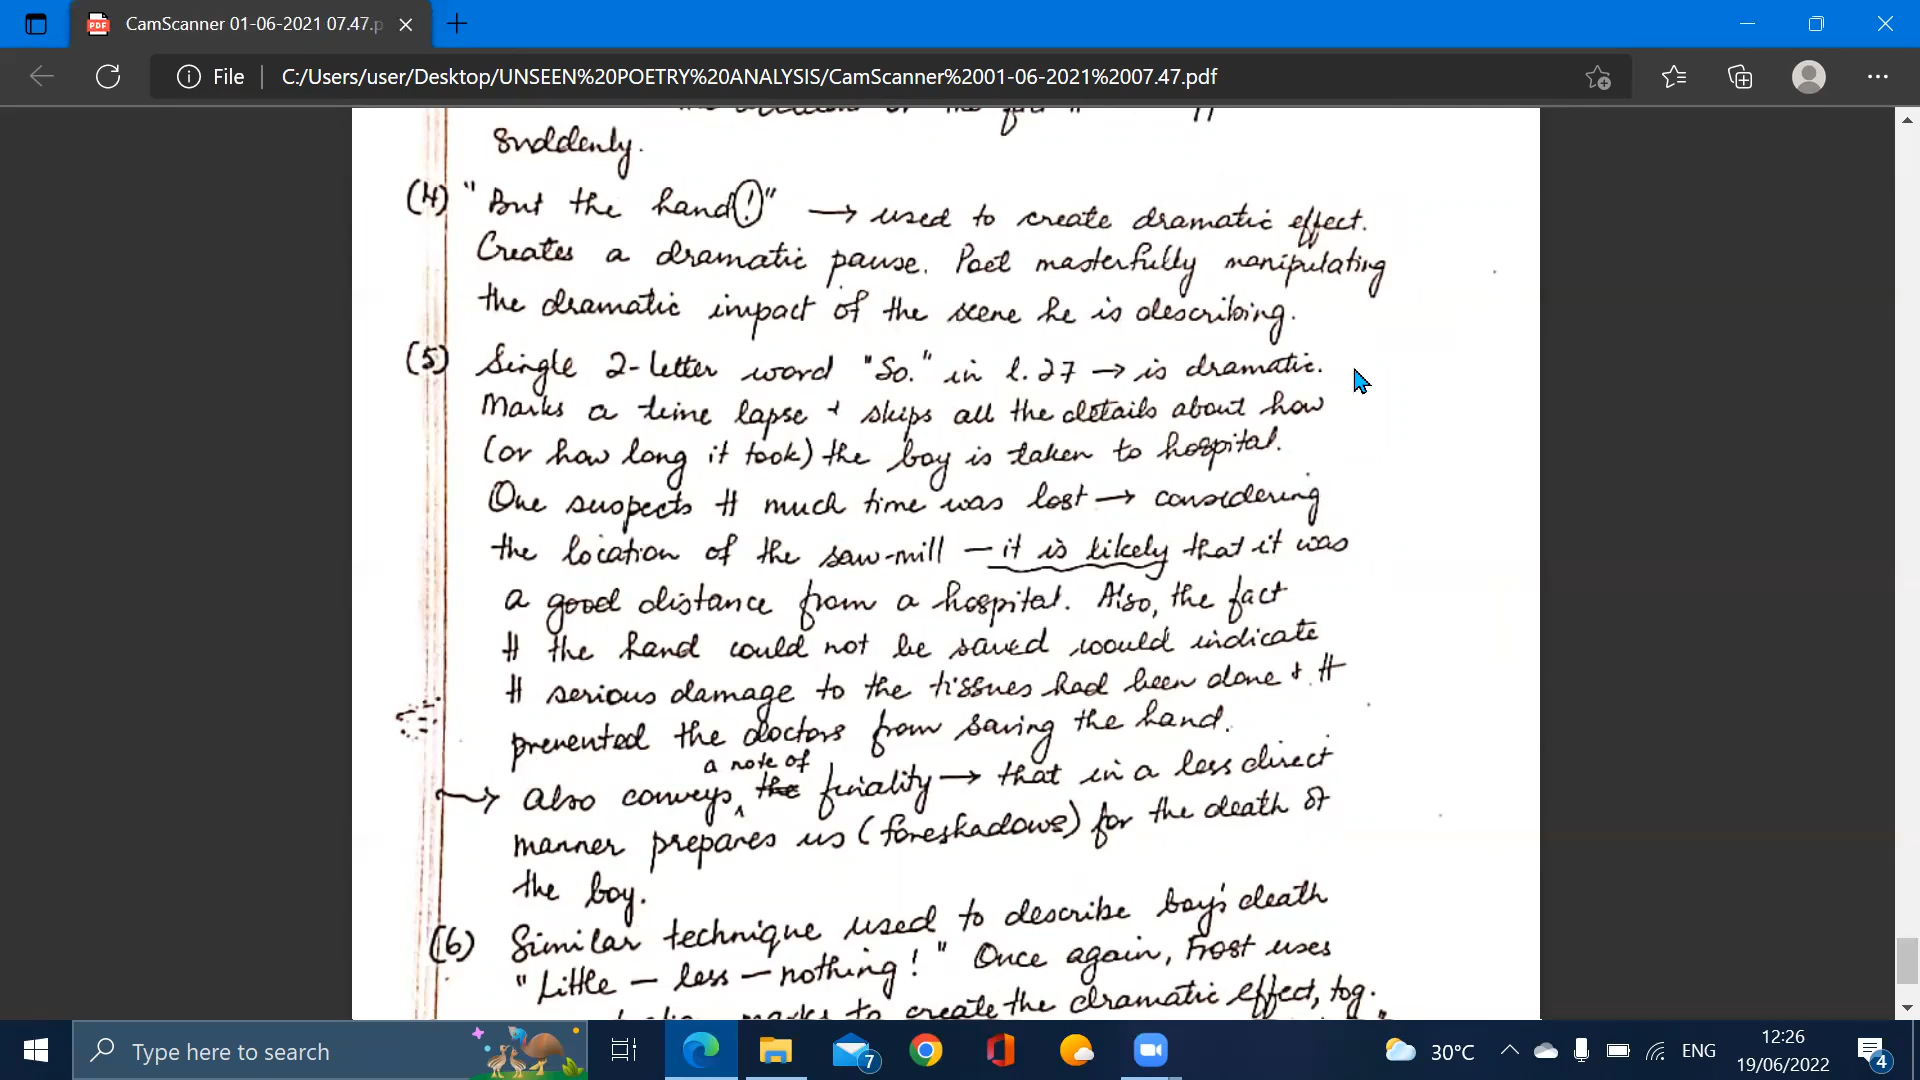 CamScanner 01-06-2021 07.47.p
File
C:/Users/user/Desktop/UNSEEN%20POETRY%20ANALYSIS/CamScanner%2001-06-2021%2007.47.pdf
suddenly.
(4) "But the hand!" → used to create dramatic effect.
Creates a dramatic pause. Poet masterfully manipulating
the dramatic impact of the scene he is describing.
(5) Single 2-letter word "So." in l.27 → is dramatic.
Marks a time lapse + skips all the details about how
(or how long it took) the boy is taken to hospital.
One suspects tt much time was lost → considering
the location of the saw-mill – it is likely that it was
a good distance from a hospital. Also, the fact
tt the hand could not be saved would indicate
tt serious damage to the tissues had been done & tt
prevented the doctors from saving the hand.
a note of
→ also conveys ^ the finality → that in a less direct
manner prepares us (foreshadows) for the death of
the boy.
(6) Similar technique used to describe boy's death
"Little – less – nothing!" Once again, Frost uses
marks to create the dramatic effect, tog.
Type here to search
7
30°C
ENG
12:26
19/06/2022
4